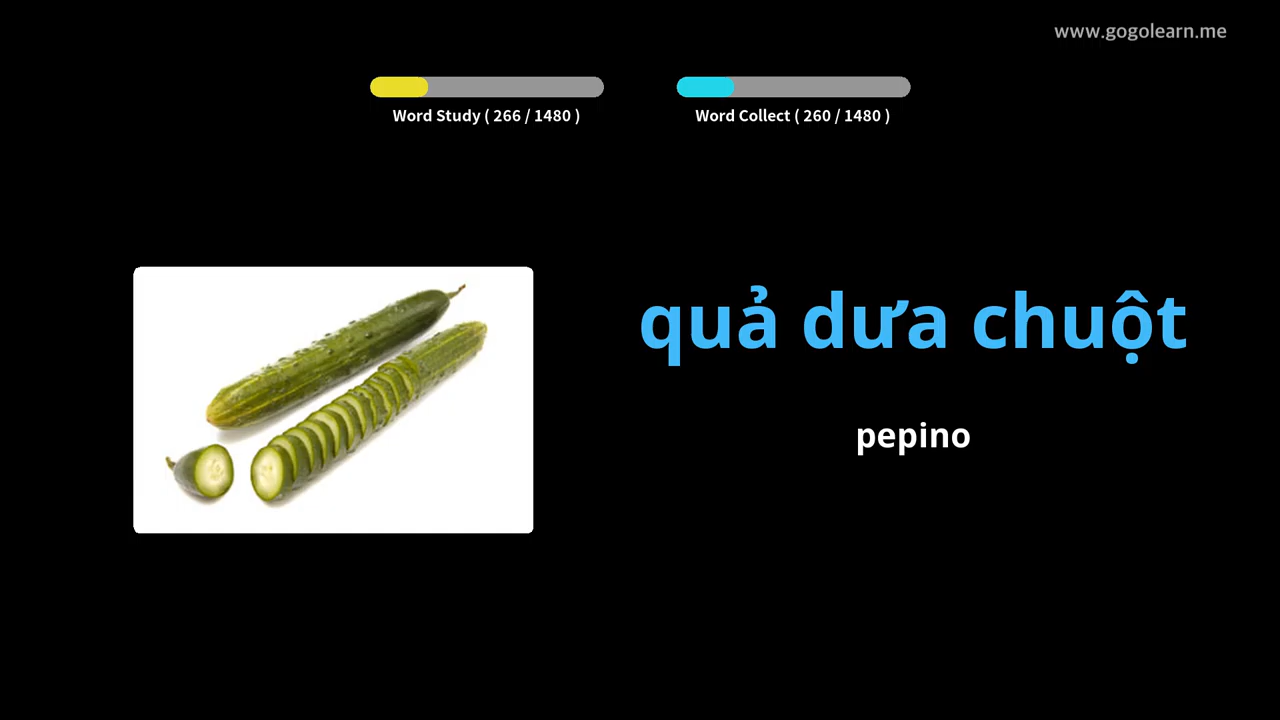 www.gogolearn.me
Word Study ( 266 / 1480 )
Word Collect ( 260 / 1480 )
quả dưa chuột
pepino